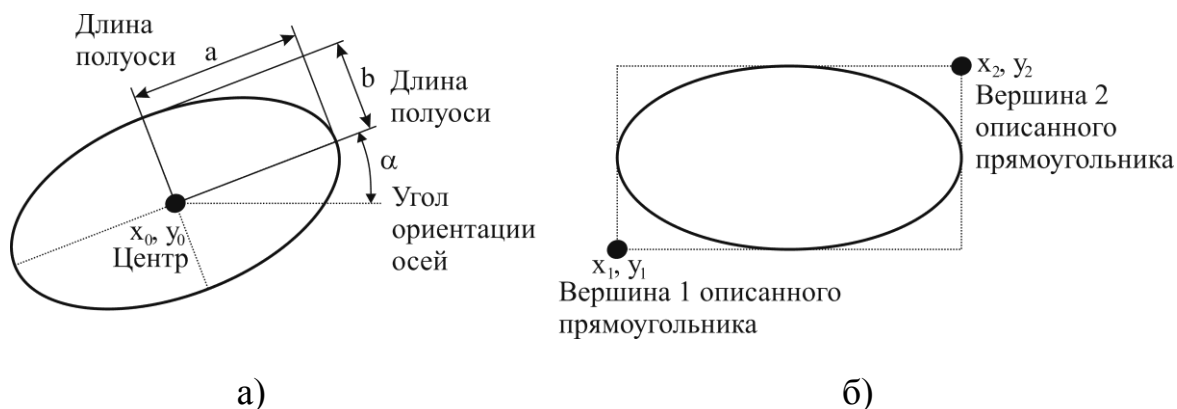 Длина
полуоси
a
b
Длина
полуоси
α
Угол
ориентации
осей
x₀, y₀
Центр
x₂, y₂
Вершина 2
описанного
прямоугольника
x₁, y₁
Вершина 1 описанного
прямоугольника
а)
б)